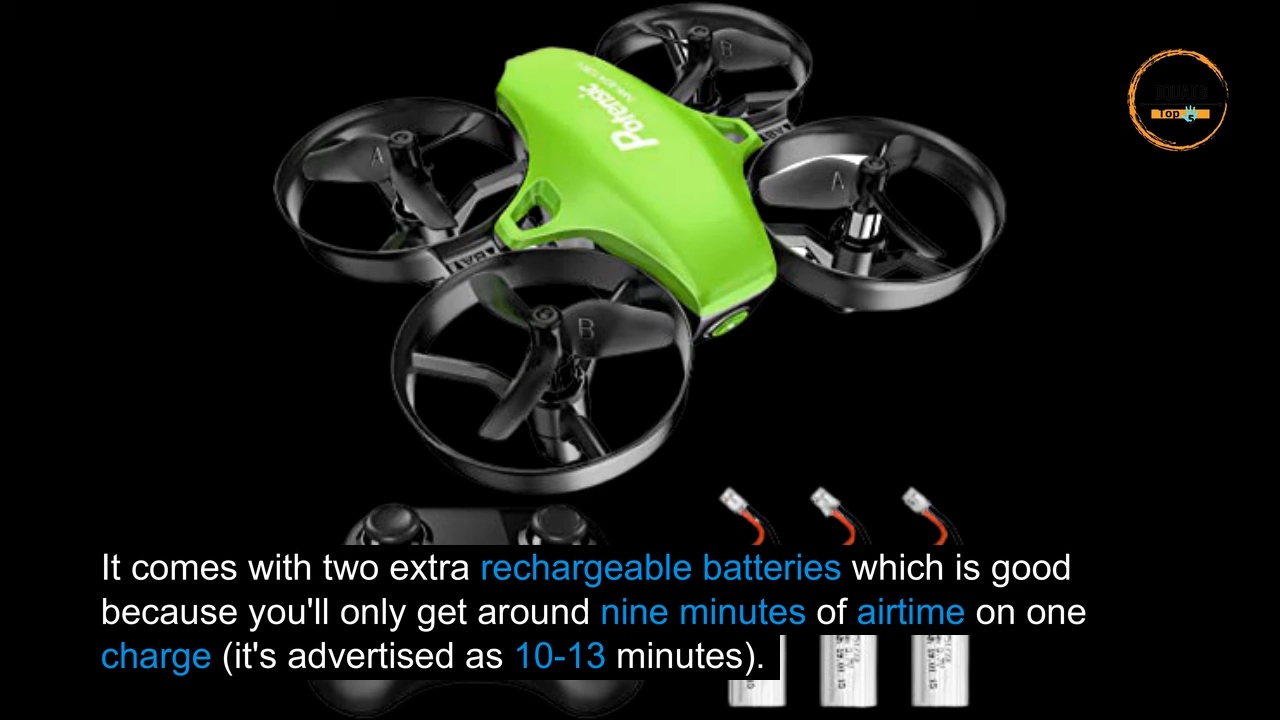 B
Potensic
A
A
Top 5
B
It comes with two extra rechargeable batteries which is good
because you'll only get around nine minutes of airtime on one
charge (it's advertised as 10-13 minutes).